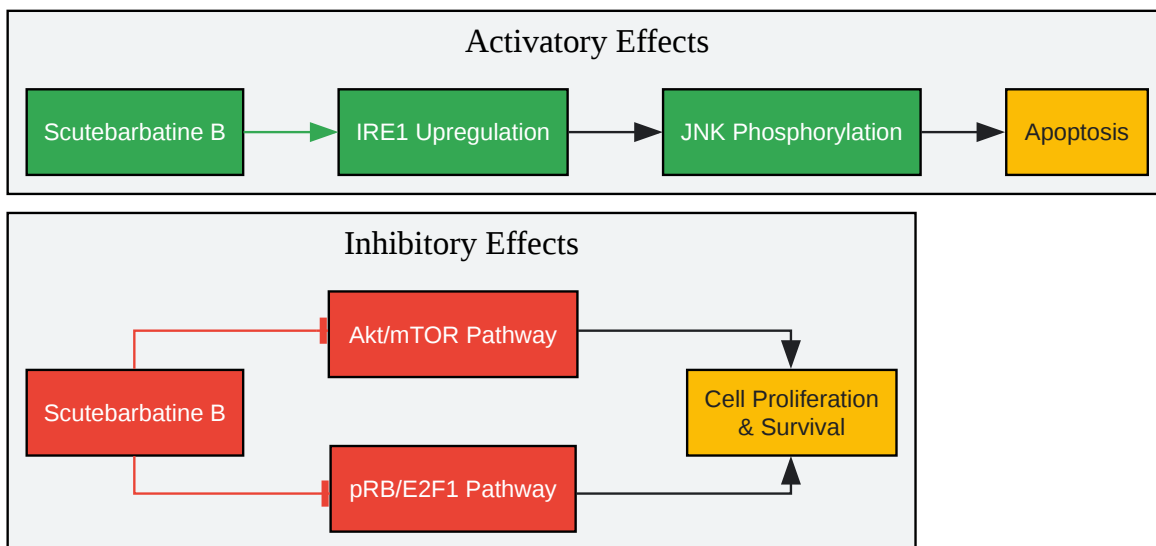 Activatory Effects
Scutebarbatine B
IRE1 Upregulation
JNK Phosphorylation
Apoptosis
Inhibitory Effects
Akt/mTOR Pathway
Scutebarbatine B
Cell Proliferation
& Survival
pRB/E2F1 Pathway